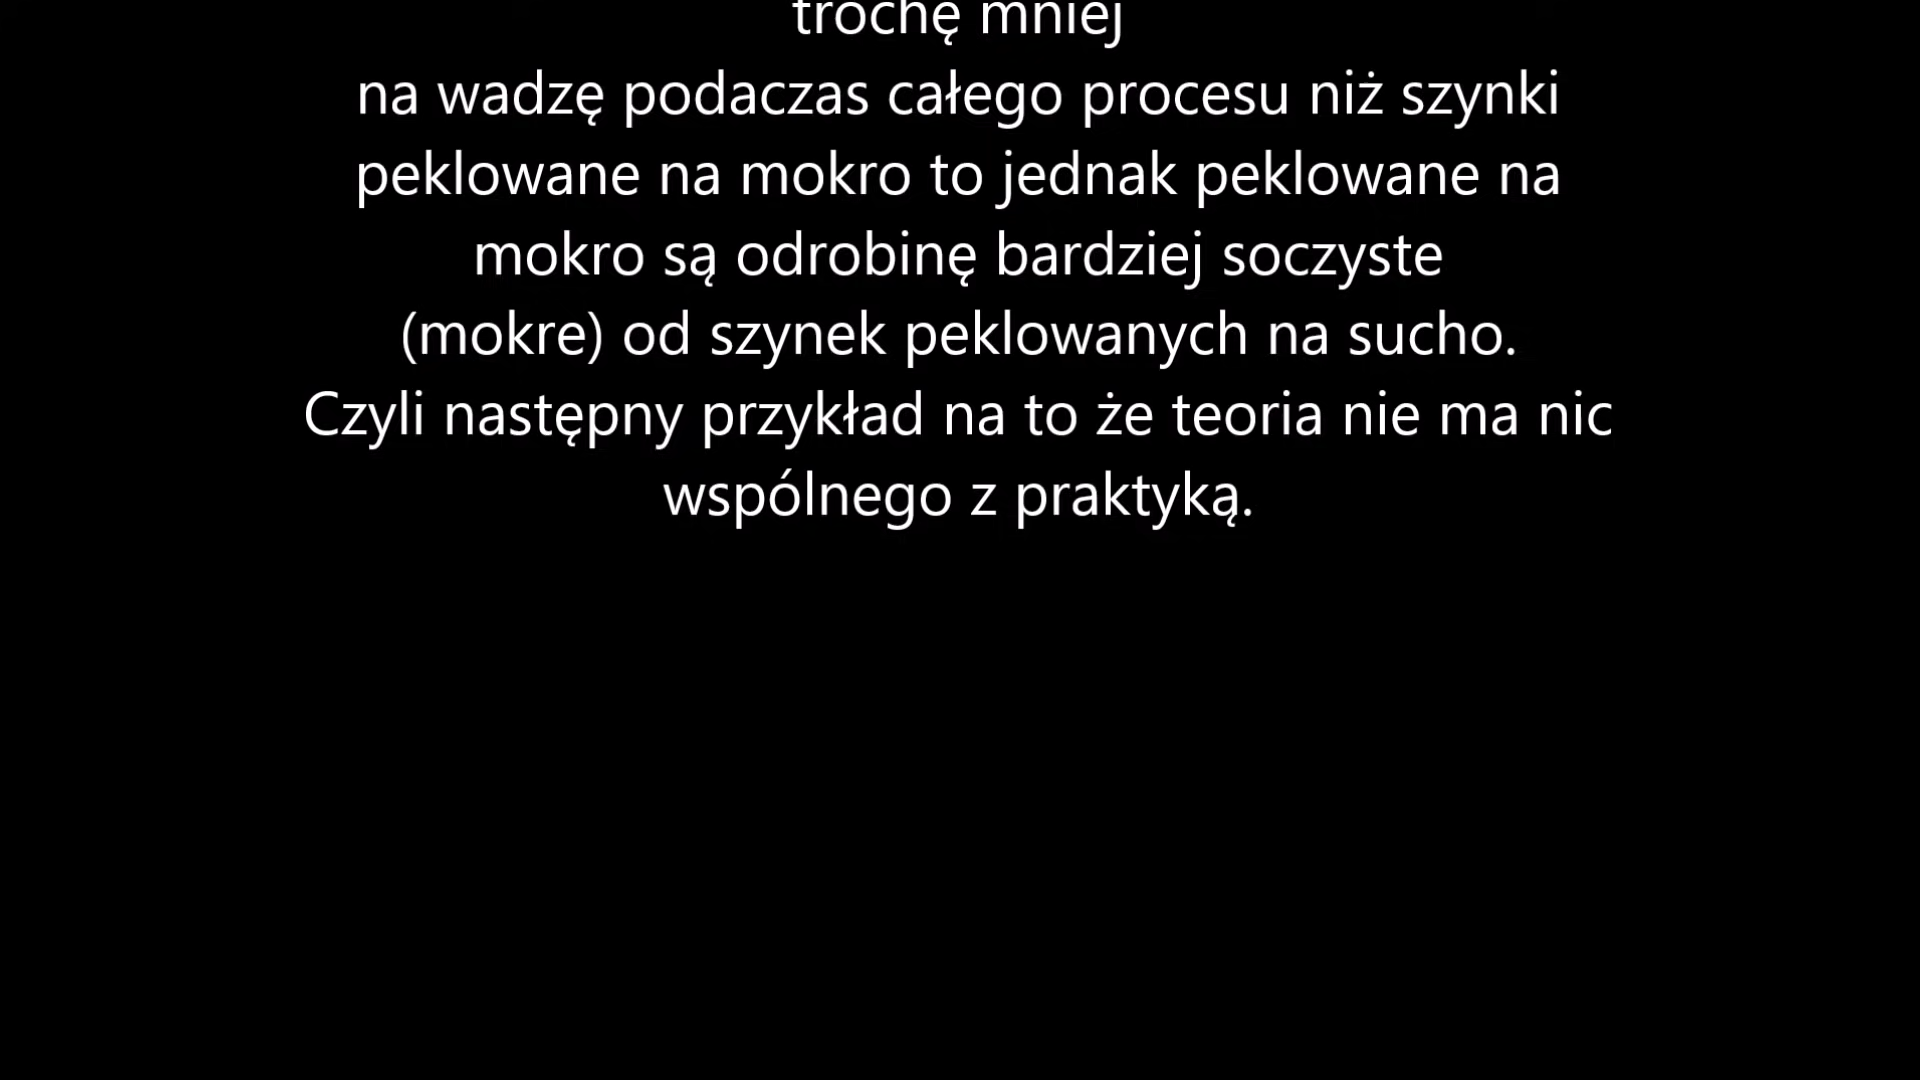 trochę mniej
na wadzę podaczas całego procesu niż szynki
peklowane na mokro to jednak peklowane na
mokro są odrobinę bardziej soczyste
(mokre) od szynek peklowanych na sucho.
Czyli następny przykład na to że teoria nie ma nic
wspólnego z praktyką.